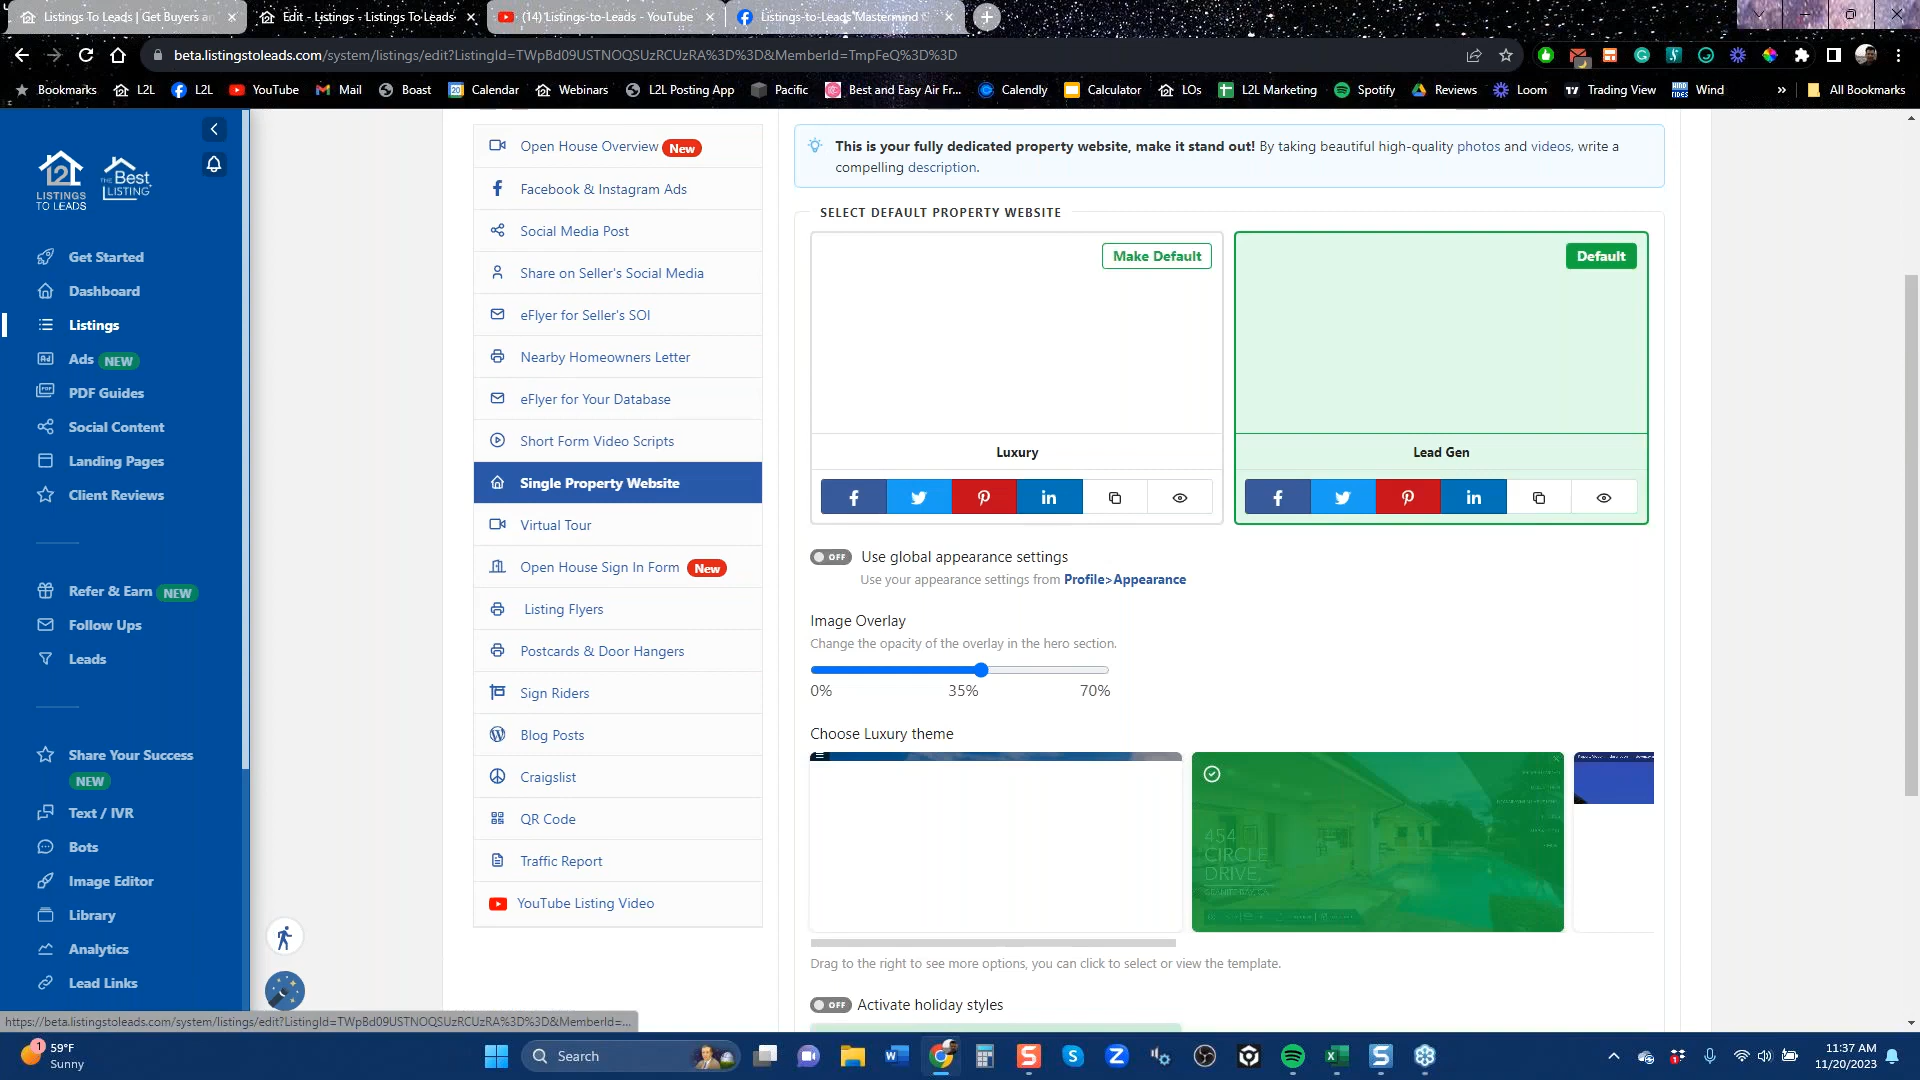 Listings To Leads | Get Buyers a
Edit - Listings - Listings To Leads
(14) Listings-to-Leads - YouTube
Listings-to-Leads Mastermind
beta.listingstoleads.com/system/listings/edit?ListingId=TWpBd09USTNOQSUzRCUzRA%3D%3D&MemberId=TmpFeQ%3D%3D
Bookmarks L2L L2L YouTube Mail Boast Calendar Webinars L2L Posting App Pacific Best and Easy Air Fr... Calendly Calculator LOs L2L Marketing Spotify Reviews Loom Trading View Wind » All Bookmarks
L2L
LISTINGS
TO LEADS
THE Best
LISTING
Get Started
Dashboard
Listings
Ads NEW
PDF Guides
Social Content
Landing Pages
Client Reviews
Refer & Earn NEW
Follow Ups
Leads
Share Your Success
NEW
Text / IVR
Bots
Image Editor
Library
Analytics
Lead Links
Open House Overview New
Facebook & Instagram Ads
Social Media Post
Share on Seller's Social Media
eFlyer for Seller's SOI
Nearby Homeowners Letter
eFlyer for Your Database
Short Form Video Scripts
Single Property Website
Virtual Tour
Open House Sign In Form New
Listing Flyers
Postcards & Door Hangers
Sign Riders
Blog Posts
Craigslist
QR Code
Traffic Report
YouTube Listing Video
This is your fully dedicated property website, make it stand out! By taking beautiful high-quality photos and videos, write a
compelling description.
SELECT DEFAULT PROPERTY WEBSITE
Make Default
Default
Luxury
Lead Gen
OFF Use global appearance settings
Use your appearance settings from Profile>Appearance
Image Overlay
Change the opacity of the overlay in the hero section.
0% 35% 70%
Choose Luxury theme
454
CIRCLE
DRIVE,
Drag to the right to see more options, you can click to select or view the template.
OFF Activate holiday styles
https://beta.listingstoleads.com/system/listings/edit?ListingId=TWpBd09USTNOQSUzRCUzRA%3D%3D&MemberId=...
1
59°F
Sunny
Search
11:37 AM
11/20/2023